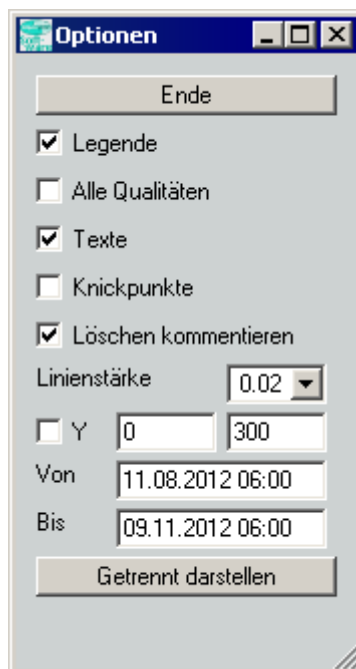 Optionen
Ende
Legende
Alle Qualitäten
Texte
Knickpunkte
Löschen kommentieren
Linienstärke 0.02
Y 0 300
Von 11.08.2012 06:00
Bis 09.11.2012 06:00
Getrennt darstellen